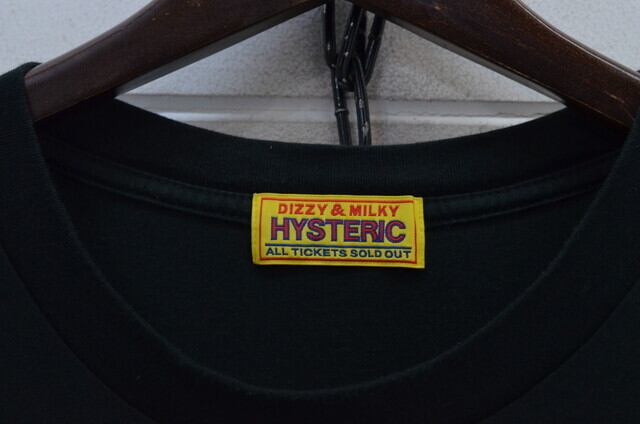 DIZZY & MILKY
HYSTERIC
ALL TICKETS SOLD OUT